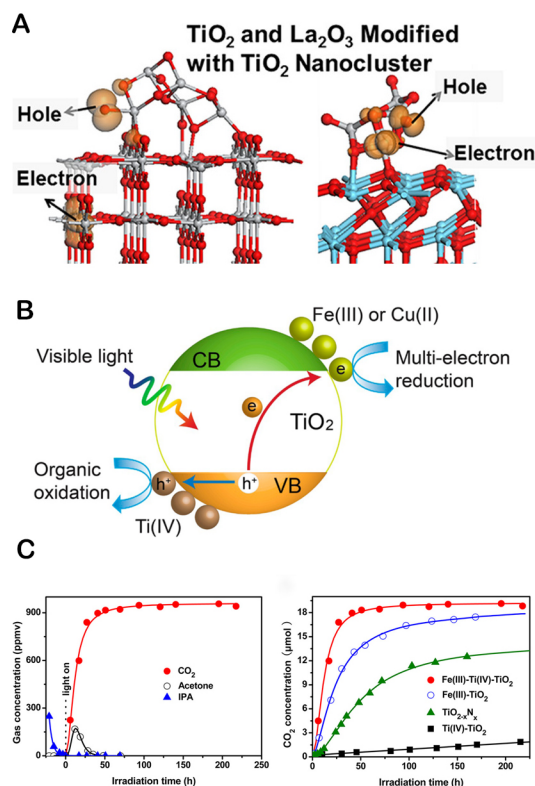 A
TiO2 and La2O3 Modified
with TiO2 Nanocluster
Hole
Electron
Hole
Electron
B
Fe(III) or Cu(II)
Visible light
CB
e
Multi-electron
reduction
e
TiO2
Organic
oxidation
h+
h+
VB
Ti(IV)
C
Gas concentration (ppmv)
900
600
300
0
light on
CO2
Acetone
IPA
0 50 100 150 200 250
Irradiation time (h)
CO2 concentration (μmol)
18
15
12
9
6
3
0
Fe(III)-Ti(IV)-TiO2
Fe(III)-TiO2
TiO2-xNx
Ti(IV)-TiO2
0 50 100 150 200
Irradiation time (h)